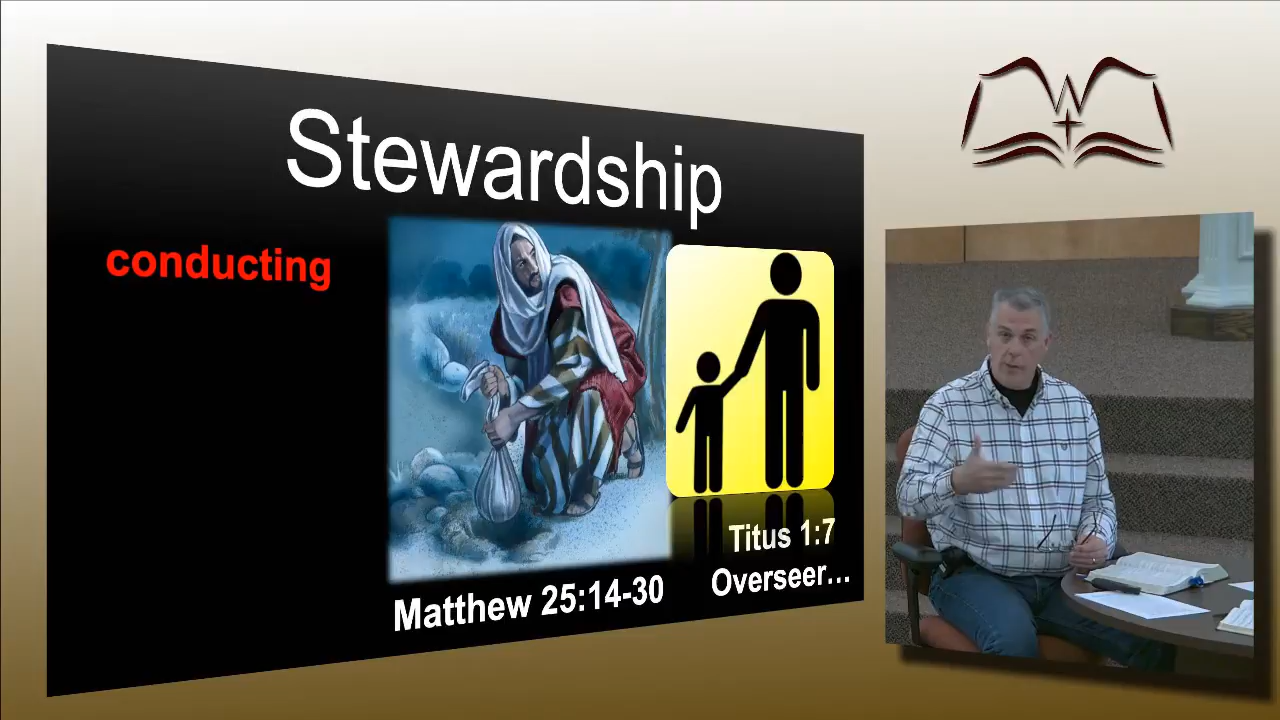 Stewardship
conducting
Matthew 25:14-30
Titus 1:7
Overseer...